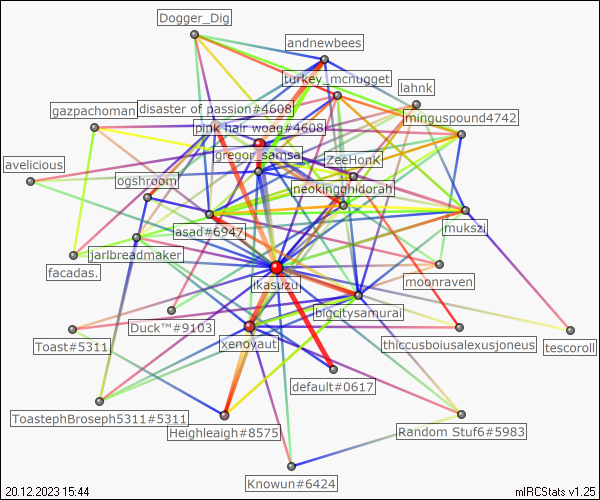 Dogger_Dig
andnewbees
turkey_mcnugget
lahnk
gazpachoman
disaster of passion#4608
minguspound4742
pink hair woag#4608
gregor_samsa
ZeeHonk
avelicious
ogshroom
neokingghidorah
asad#6947
mukszi
jarlbreadmaker
facadas.
ikasuzu
moonraven
bigcitysamurai
Duck™#9103
Toast#5311
xenoyaut
thiccusboiusalexusjoneus
tescoroll
default#0617
ToastephBroseph5311#5311
Heighleaigh#8575
Random Stuf6#5983
Knowun#6424
20.12.2023 15:44
mIRCStats v1.25